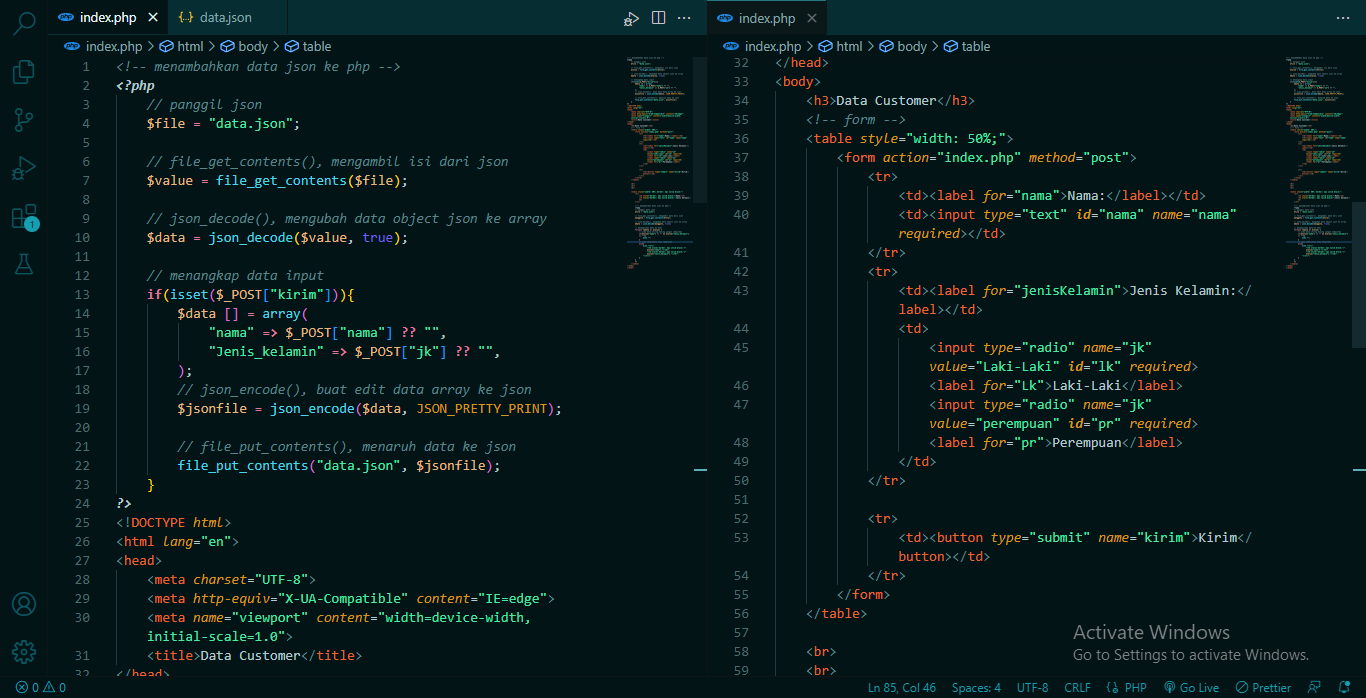 index.php
data.json
index.php > html > body > table
1 <!-- menambahkan data json ke php -->
2 <?php
3 // panggil json
4 $file = "data.json";
5
6 // file_get_contents(), mengambil isi dari json
7 $value = file_get_contents($file);
8
9 // json_decode(), mengubah data object json ke array
10 $data = json_decode($value, true);
11
12 // menangkap data input
13 if(isset($_POST["kirim"])){
14 $data [] = array(
15 "nama" => $_POST["nama"] ?? "",
16 "Jenis_kelamin" => $_POST["jk"] ?? "",
17 );
18 // json_encode(), buat edit data array ke json
19 $jsonfile = json_encode($data, JSON_PRETTY_PRINT);
20
21 // file_put_contents(), menaruh data ke json
22 file_put_contents("data.json", $jsonfile);
23 }
24 ?>
25 <!DOCTYPE html>
26 <html lang="en">
27 <head>
28 <meta charset="UTF-8">
29 <meta http-equiv="X-UA-Compatible" content="IE=edge">
30 <meta name="viewport" content="width=device-width,
initial-scale=1.0">
31 <title>Data Customer</title>
32 </head>
index.php
index.php > html > body > table
32 </head>
33 <body>
34 <h3>Data Customer</h3>
35 <!-- form -->
36 <table style="width: 50%;">
37 <form action="index.php" method="post">
38 <tr>
39 <td><label for="nama">Nama:</label></td>
40 <td><input type="text" id="nama" name="nama"
required></td>
41 </tr>
42 <tr>
43 <td><label for="jenisKelamin">Jenis Kelamin:</
label></td>
44 <td>
45 <input type="radio" name="jk"
value="Laki-Laki" id="lk" required>
46 <label for="Lk">Laki-Laki</label>
47 <input type="radio" name="jk"
value="perempuan" id="pr" required>
48 <label for="pr">Perempuan</label>
49 </td>
50 </tr>
51
52 <tr>
53 <td><button type="submit" name="kirim">Kirim</
button></td>
54 </tr>
55 </form>
56 </table>
57
58 <br>
59 <br>
Activate Windows
Go to Settings to activate Windows.
1
0 0
Ln 85, Col 46 Spaces: 4 UTF-8 CRLF PHP Go Live Prettier